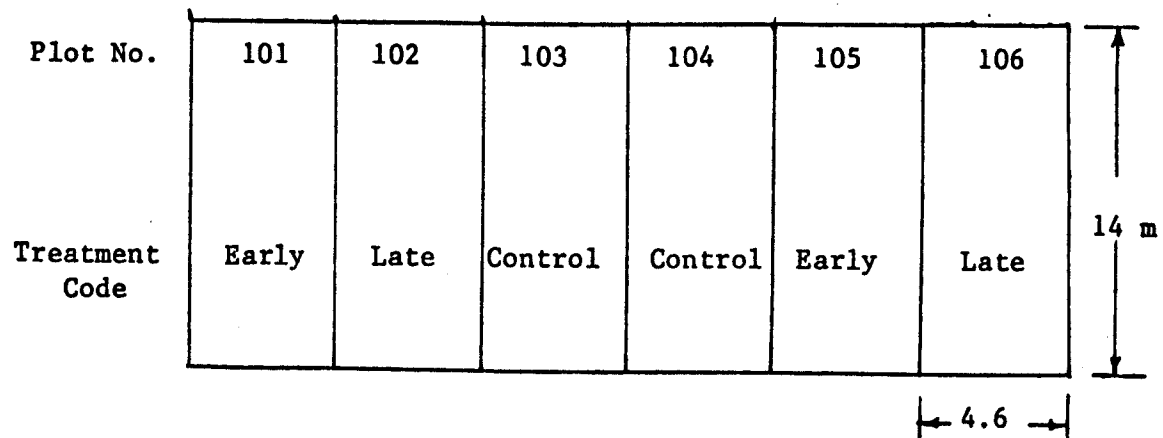 Plot No. 101 102 103 104 105 106
14 m
Treatment Code Early Late Control Control Early Late
4.6